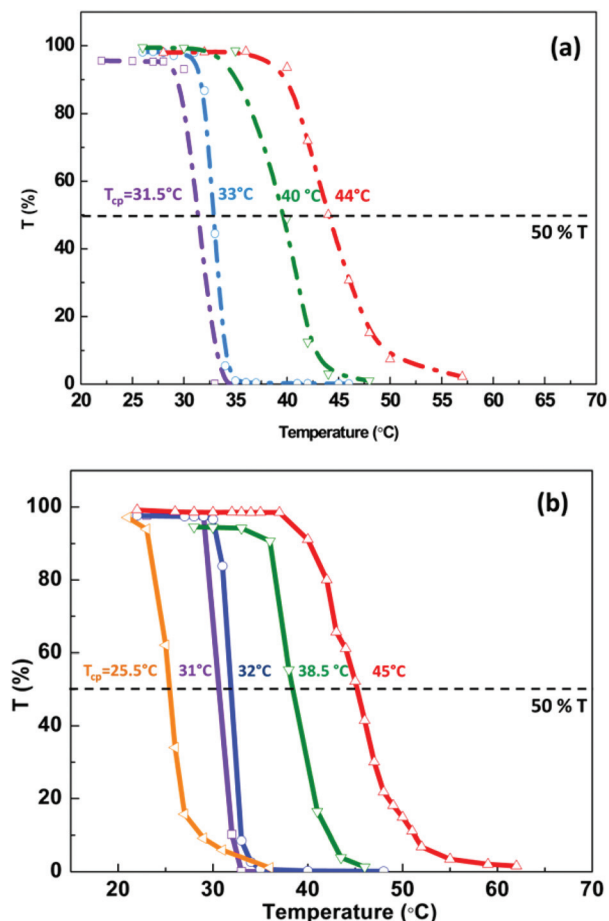 (a)
100
80
60
40
20
0
T (%)
Tcp=31.5°C 33°C 40 °C 44°C
50 % T
20 25 30 35 40 45 50 55 60 65 70
Temperature (°C)
(b)
100
80
60
40
20
0
T (%)
Tcp=25.5°C 31°C 32°C 38.5 °C 45°C
50 % T
20 30 40 50 60 70
Temperature (°C)